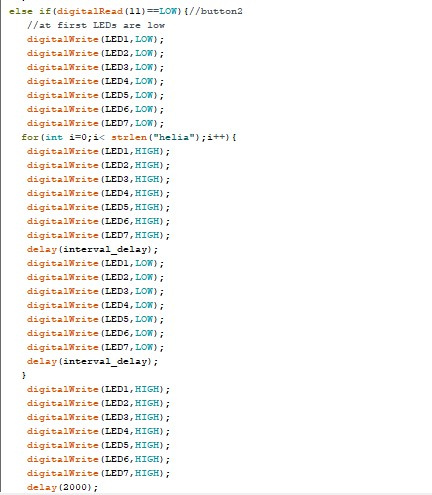 else if(digitalRead(11)==LOW){//button2
//at first LEDs are low
digitalWrite(LED1,LOW);
digitalWrite(LED2,LOW);
digitalWrite(LED3,LOW);
digitalWrite(LED4,LOW);
digitalWrite(LED5,LOW);
digitalWrite(LED6,LOW);
digitalWrite(LED7,LOW);
for(int i=0;i< strlen("helia");i++){
digitalWrite(LED1,HIGH);
digitalWrite(LED2,HIGH);
digitalWrite(LED3,HIGH);
digitalWrite(LED4,HIGH);
digitalWrite(LED5,HIGH);
digitalWrite(LED6,HIGH);
digitalWrite(LED7,HIGH);
delay(interval_delay);
digitalWrite(LED1,LOW);
digitalWrite(LED2,LOW);
digitalWrite(LED3,LOW);
digitalWrite(LED4,LOW);
digitalWrite(LED5,LOW);
digitalWrite(LED6,LOW);
digitalWrite(LED7,LOW);
delay(interval_delay);
}
digitalWrite(LED1,HIGH);
digitalWrite(LED2,HIGH);
digitalWrite(LED3,HIGH);
digitalWrite(LED4,HIGH);
digitalWrite(LED5,HIGH);
digitalWrite(LED6,HIGH);
digitalWrite(LED7,HIGH);
delay(2000);